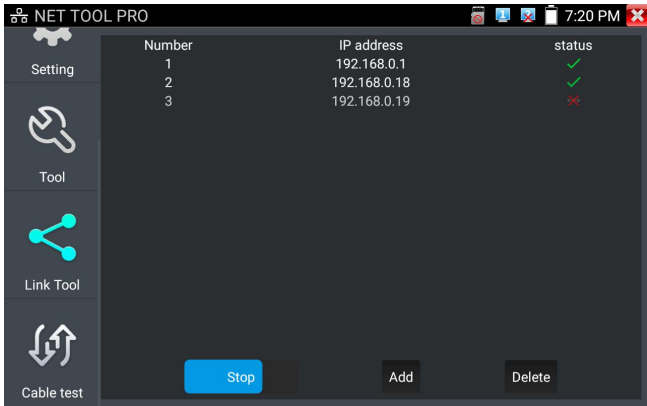 NET TOOL PRO 1 7:20 PM
Number IP address status
1 192.168.0.1
2 192.168.0.18
3 192.168.0.19
Setting
Tool
Link Tool
Cable test
Stop Add Delete